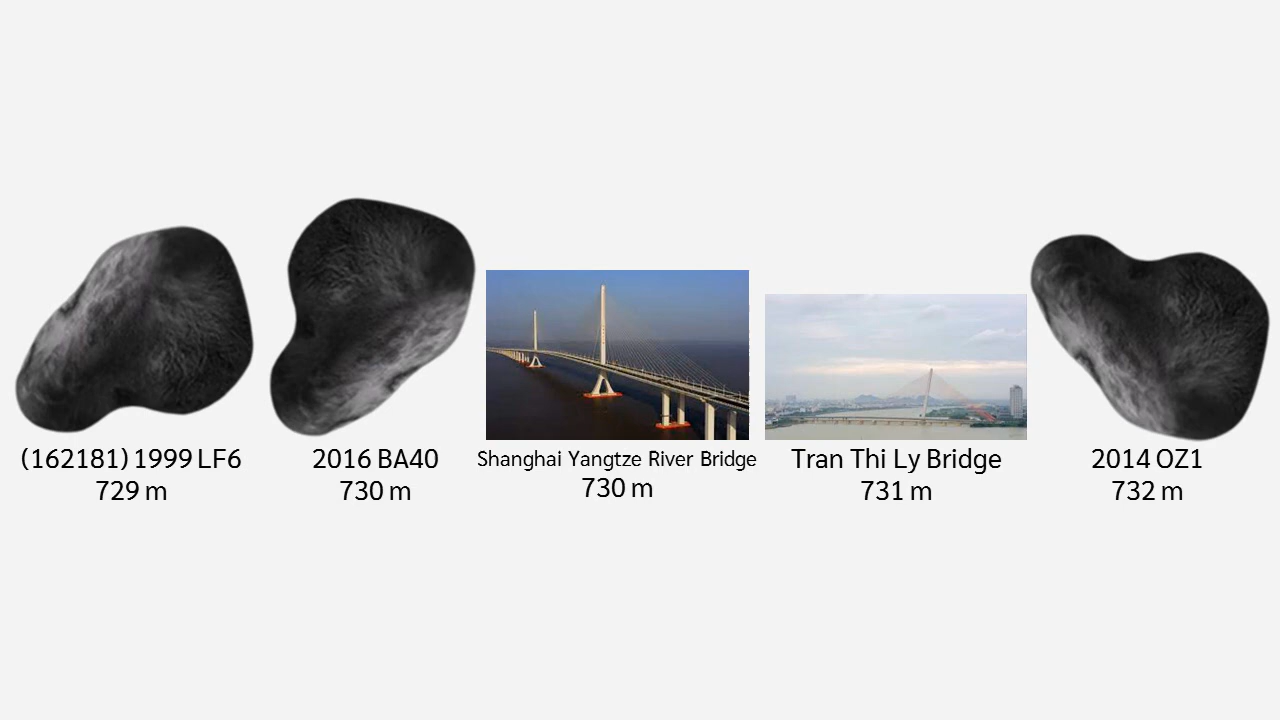 (162181) 1999 LF6
729 m
2016 BA40
730 m
Shanghai Yangtze River Bridge
730 m
Tran Thi Ly Bridge
731 m
2014 OZ1
732 m